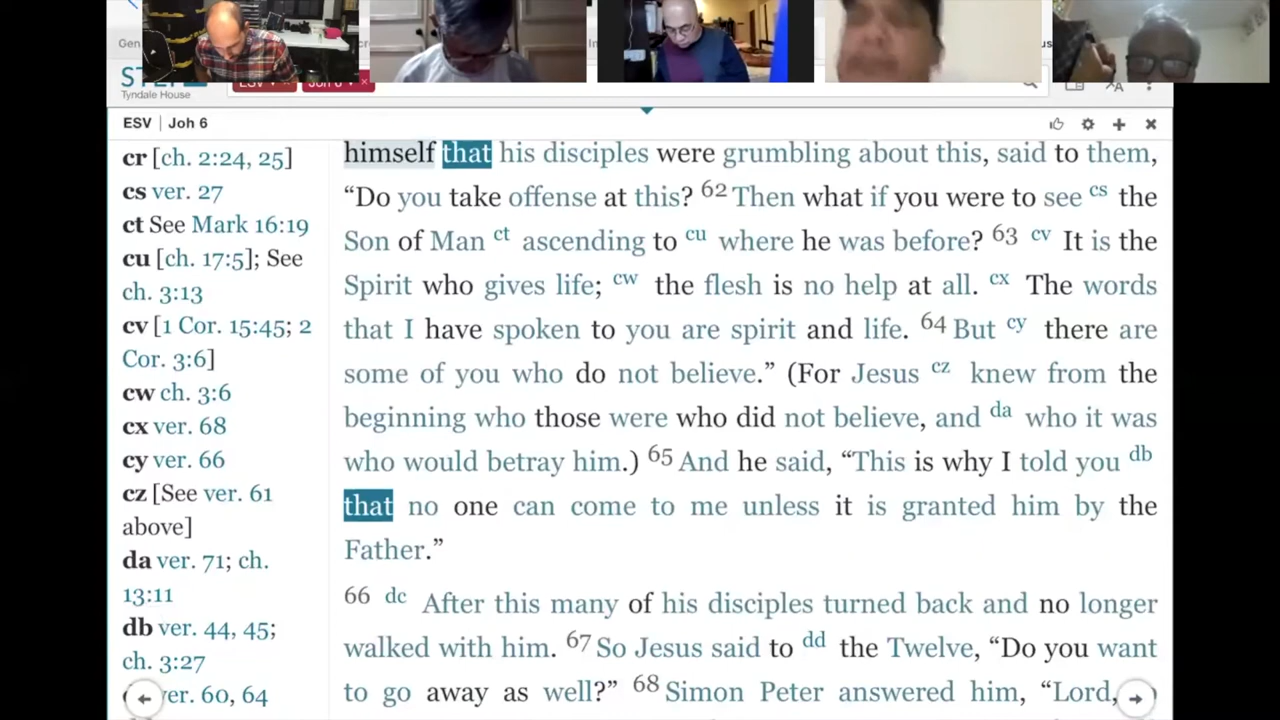 Gen
STEP
Tyndale House
ESV
Joh 6
ESV | Joh 6
cr [ch. 2:24, 25]
cs ver. 27
ct See Mark 16:19
cu [ch. 17:5]; See
ch. 3:13
cv [1 Cor. 15:45; 2
Cor. 3:6]
cw ch. 3:6
cx ver. 68
cy ver. 66
cz [See ver. 61
above]
da ver. 71; ch.
13:11
db ver. 44, 45;
ch. 3:27
ver. 60, 64
himself that his disciples were grumbling about this, said to them,
“Do you take offense at this? 62 Then what if you were to see cs the
Son of Man ct ascending to cu where he was before? 63 cv It is the
Spirit who gives life; cw the flesh is no help at all. cx The words
that I have spoken to you are spirit and life. 64 But cy there are
some of you who do not believe.” (For Jesus cz knew from the
beginning who those were who did not believe, and da who it was
who would betray him.) 65 And he said, “This is why I told you db
that no one can come to me unless it is granted him by the
Father.”
66 dc After this many of his disciples turned back and no longer
walked with him. 67 So Jesus said to dd the Twelve, “Do you want
to go away as well?” 68 Simon Peter answered him, “Lord,